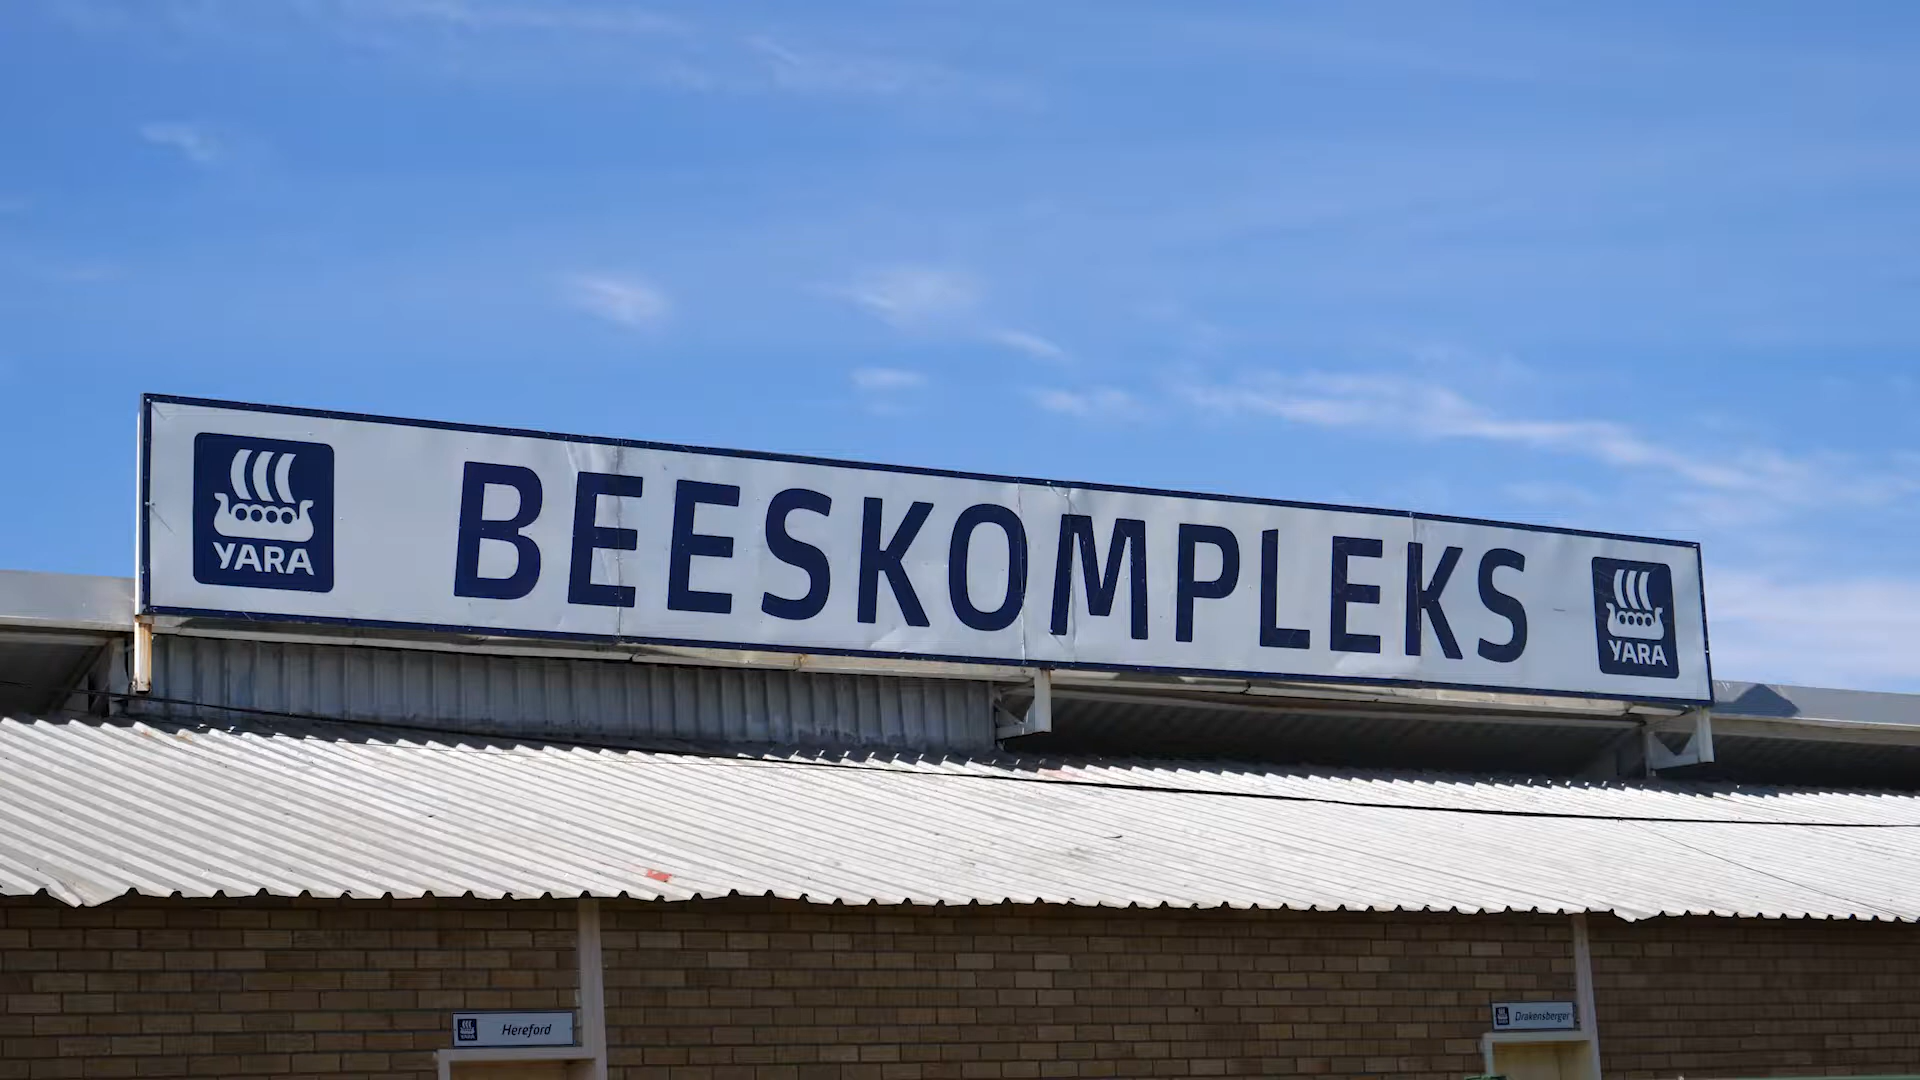 YARA
BEESKOMPLEKS
YARA
Hereford
Drakensberger